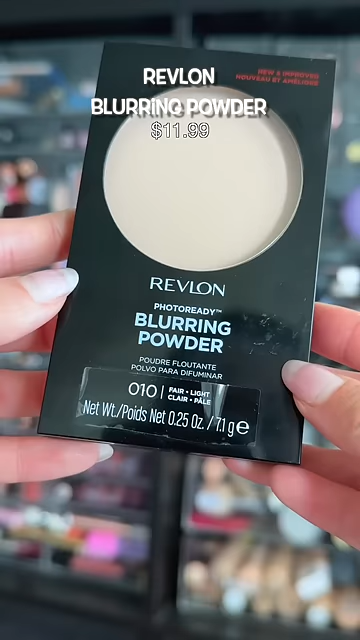 REVLON
BLURRING POWDER
$11.99
NEW & IMPROVED
NOUVEAU ET AMÉLIORÉ
REVLON
PHOTOREADY™
BLURRING
POWDER
POUDRE FLOUTANTE
POLVO PARA DIFUMINAR
010 | FAIR • LIGHT
CLAIR • PÂLE
Net Wt./Poids Net 0.25 Oz. / 7.1 g e